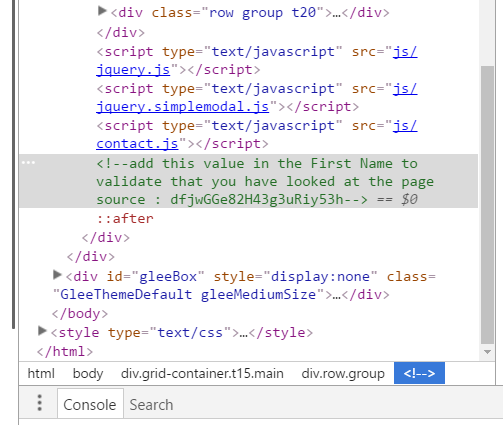 <div class="row group t20">…</div>
</div>
<script type="text/javascript" src="js/
jquery.js"></script>
<script type="text/javascript" src="js/
jquery.simplemodal.js"></script>
<script type="text/javascript" src="js/
contact.js"></script>
<!--add this value in the First Name to
validate that you have looked at the page
source : dfjwGGe82H43g3uRiy53h--> == $0
::after
</div>
</div>
<div id="gleeBox" style="display:none" class=
"GleeThemeDefault gleeMediumSize">…</div>
</body>
<style type="text/css">…</style>
</html>
html body div.grid-container.t15.main div.row.group <!-->
Console Search